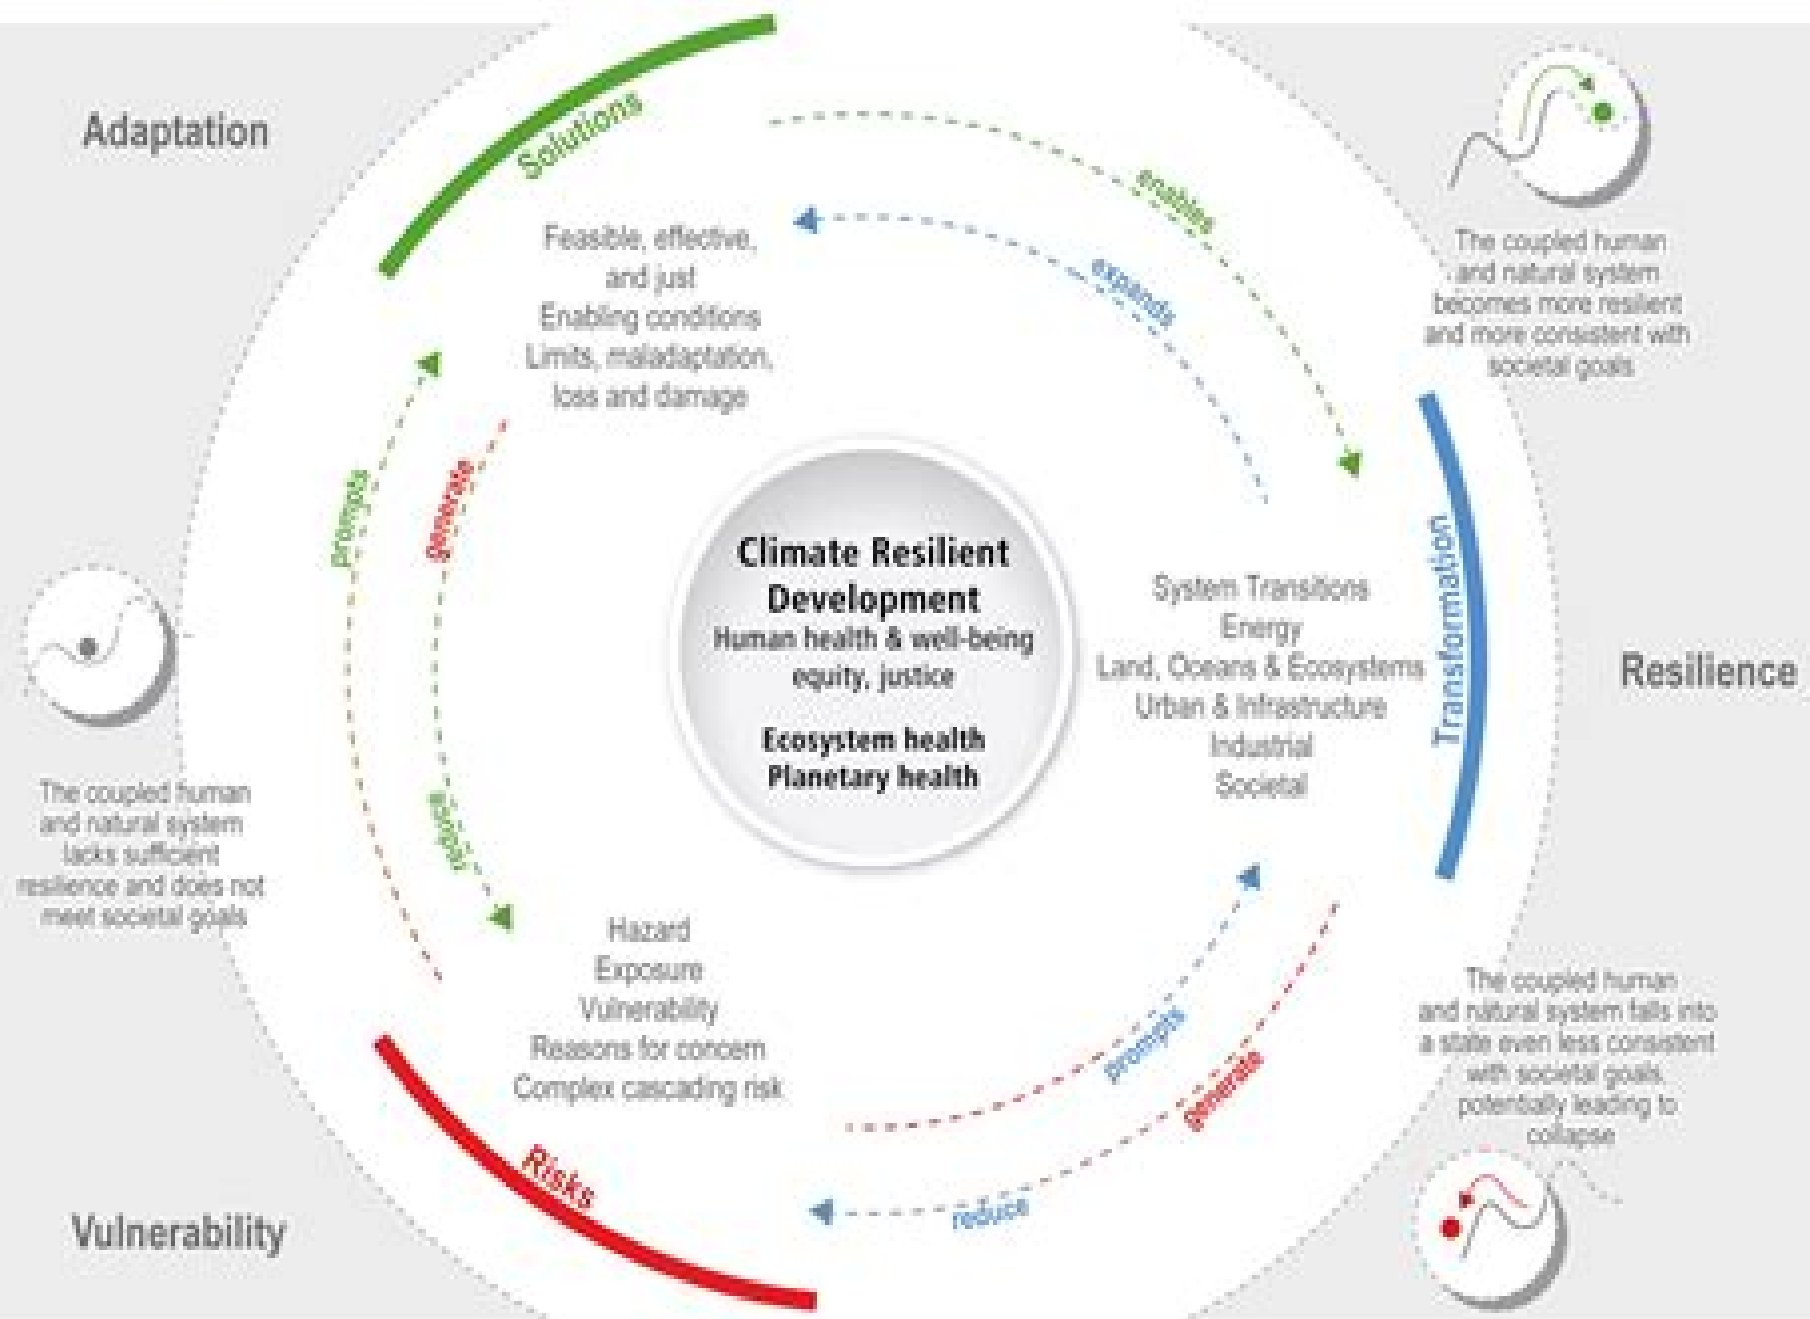 Adaptation
Solutions
Feasible, effective,
and just
Enabling conditions
Limits, maladaptation,
loss and damage
enables
expands
The coupled human
and natural system
becomes more resilient
and more consistent with
societal goals
prompts
generate
reduce
Climate Resilient
Development
Human health & well-being
equity, justice
Ecosystem health
Planetary health
System Transitions
Energy
Land, Oceans & Ecosystems
Urban & Infrastructure
Industrial
Societal
Transformation
Resilience
The coupled human
and natural system
lacks sufficient
resilience and does not
meet societal goals
Hazard
Exposure
Vulnerability
Reasons for concern
Complex cascading risk
prompts
generate
reduce
The coupled human
and natural system falls into
a state even less consistent
with societal goals,
potentially leading to
collapse
Risks
Vulnerability